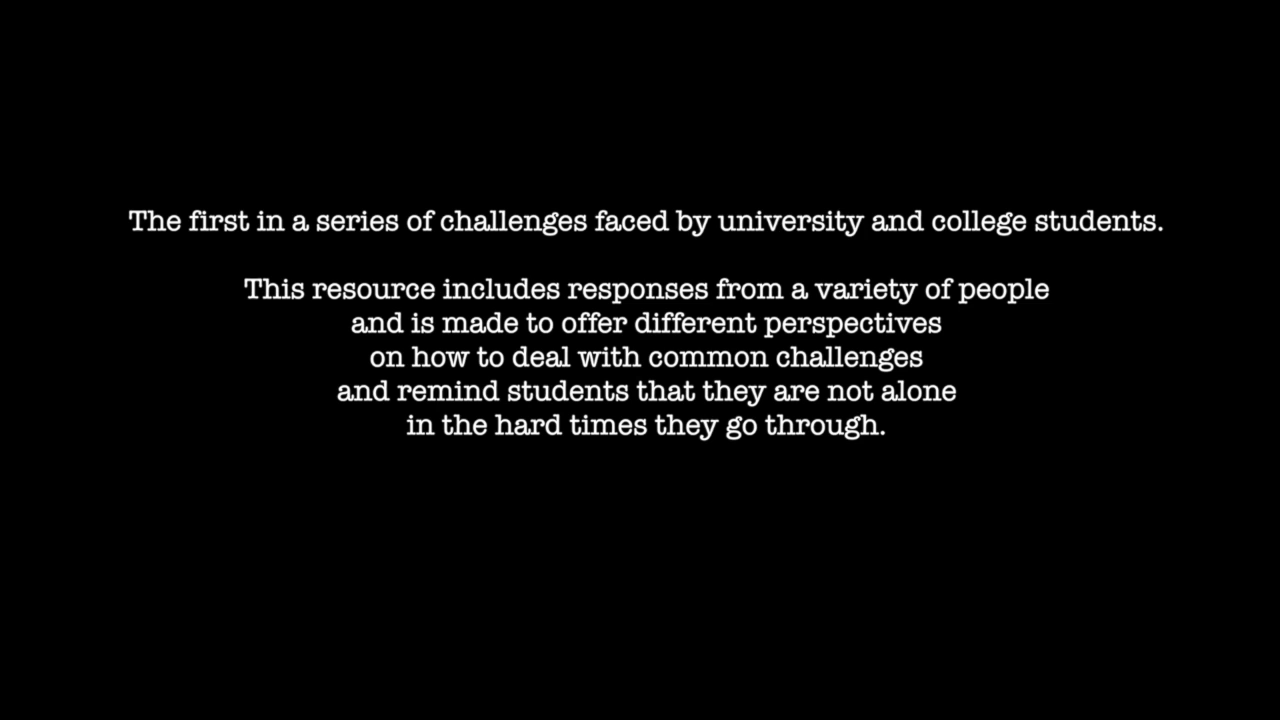 The first in a series of challenges faced by university and college students.
This resource includes responses from a variety of people
and is made to offer different perspectives
on how to deal with common challenges
and remind students that they are not alone
in the hard times they go through.